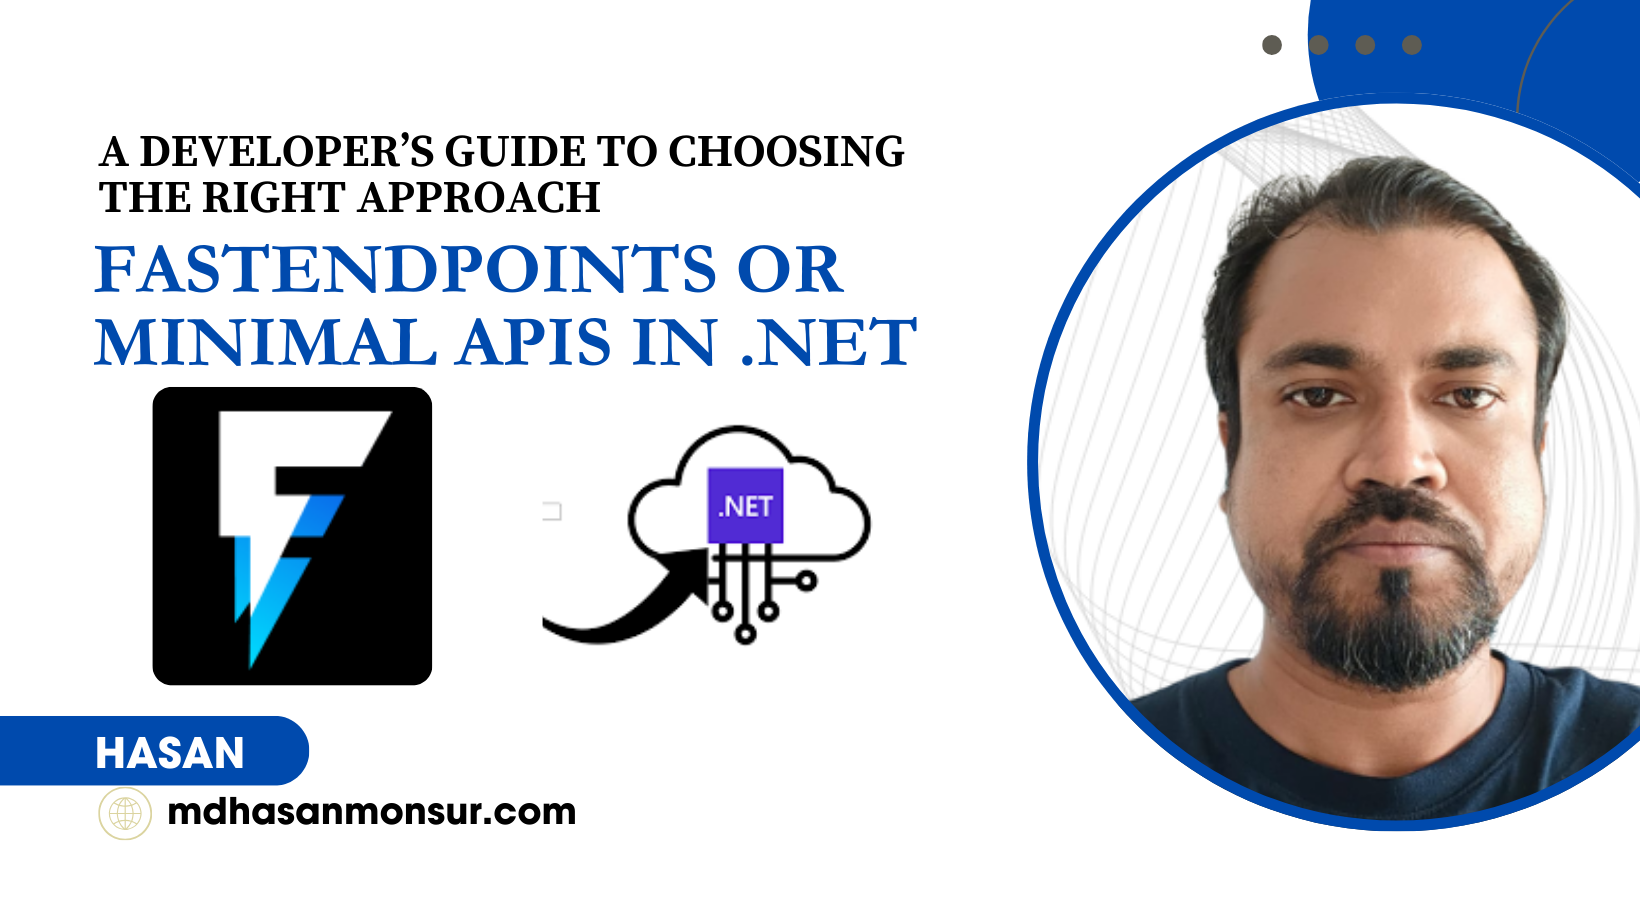 A DEVELOPER’S GUIDE TO CHOOSING
THE RIGHT APPROACH
FASTENDPOINTS OR
MINIMAL APIS IN .NET
.NET
HASAN
mdhasanmonsur.com